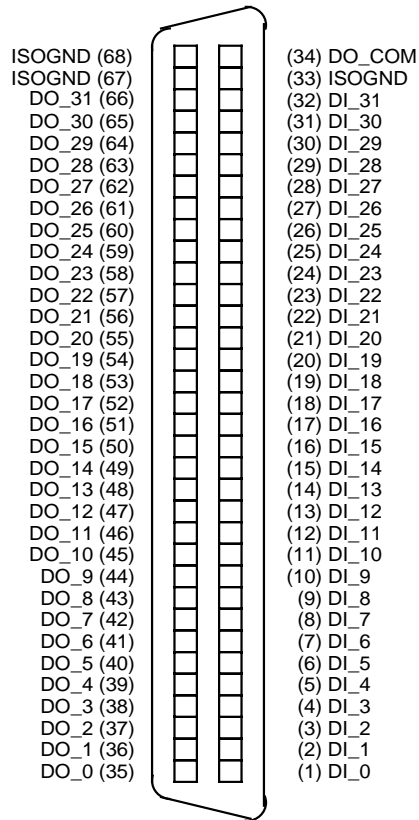 ISOGND (68) (34) DO_COM
ISOGND (67) (33) ISOGND
DO_31 (66) (32) DI_31
DO_30 (65) (31) DI_30
DO_29 (64) (30) DI_29
DO_28 (63) (29) DI_28
DO_27 (62) (28) DI_27
DO_26 (61) (27) DI_26
DO_25 (60) (26) DI_25
DO_24 (59) (25) DI_24
DO_23 (58) (24) DI_23
DO_22 (57) (23) DI_22
DO_21 (56) (22) DI_21
DO_20 (55) (21) DI_20
DO_19 (54) (20) DI_19
DO_18 (53) (19) DI_18
DO_17 (52) (18) DI_17
DO_16 (51) (17) DI_16
DO_15 (50) (16) DI_15
DO_14 (49) (15) DI_14
DO_13 (48) (14) DI_13
DO_12 (47) (13) DI_12
DO_11 (46) (12) DI_11
DO_10 (45) (11) DI_10
DO_9 (44) (10) DI_9
DO_8 (43) (9) DI_8
DO_7 (42) (8) DI_7
DO_6 (41) (7) DI_6
DO_5 (40) (6) DI_5
DO_4 (39) (5) DI_4
DO_3 (38) (4) DI_3
DO_2 (37) (3) DI_2
DO_1 (36) (2) DI_1
DO_0 (35) (1) DI_0